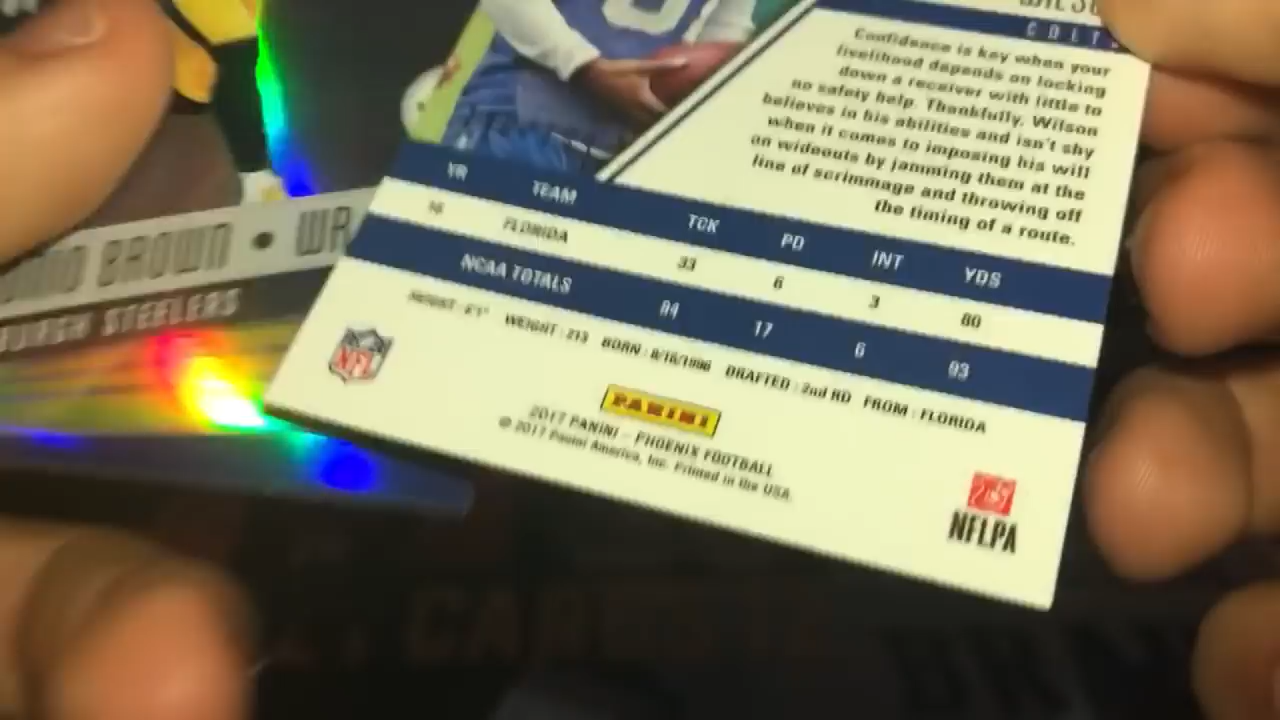 COLTS
Confidence is key when your
livelihood depends on locking
down a receiver with little to
no safety help. Thankfully, Wilson
believes in his abilities and isn't shy
when it comes to imposing his will
on wideouts by jamming them at the
line of scrimmage and throwing off
the timing of a route.
YR TEAM TCK PD INT YDS
16 FLORIDA 33 6 3 80
NCAA TOTALS 84 17 6 93
HEIGHT: 6'1" WEIGHT: 213 BORN: 8/16/1996 DRAFTED: 2nd RD FROM: FLORIDA
NFL
PANINI
2017 PANINI - PHOENIX FOOTBALL
© 2017 Panini America, Inc. Printed in the USA.
NFLPA
BROWN • WR
STEELERS